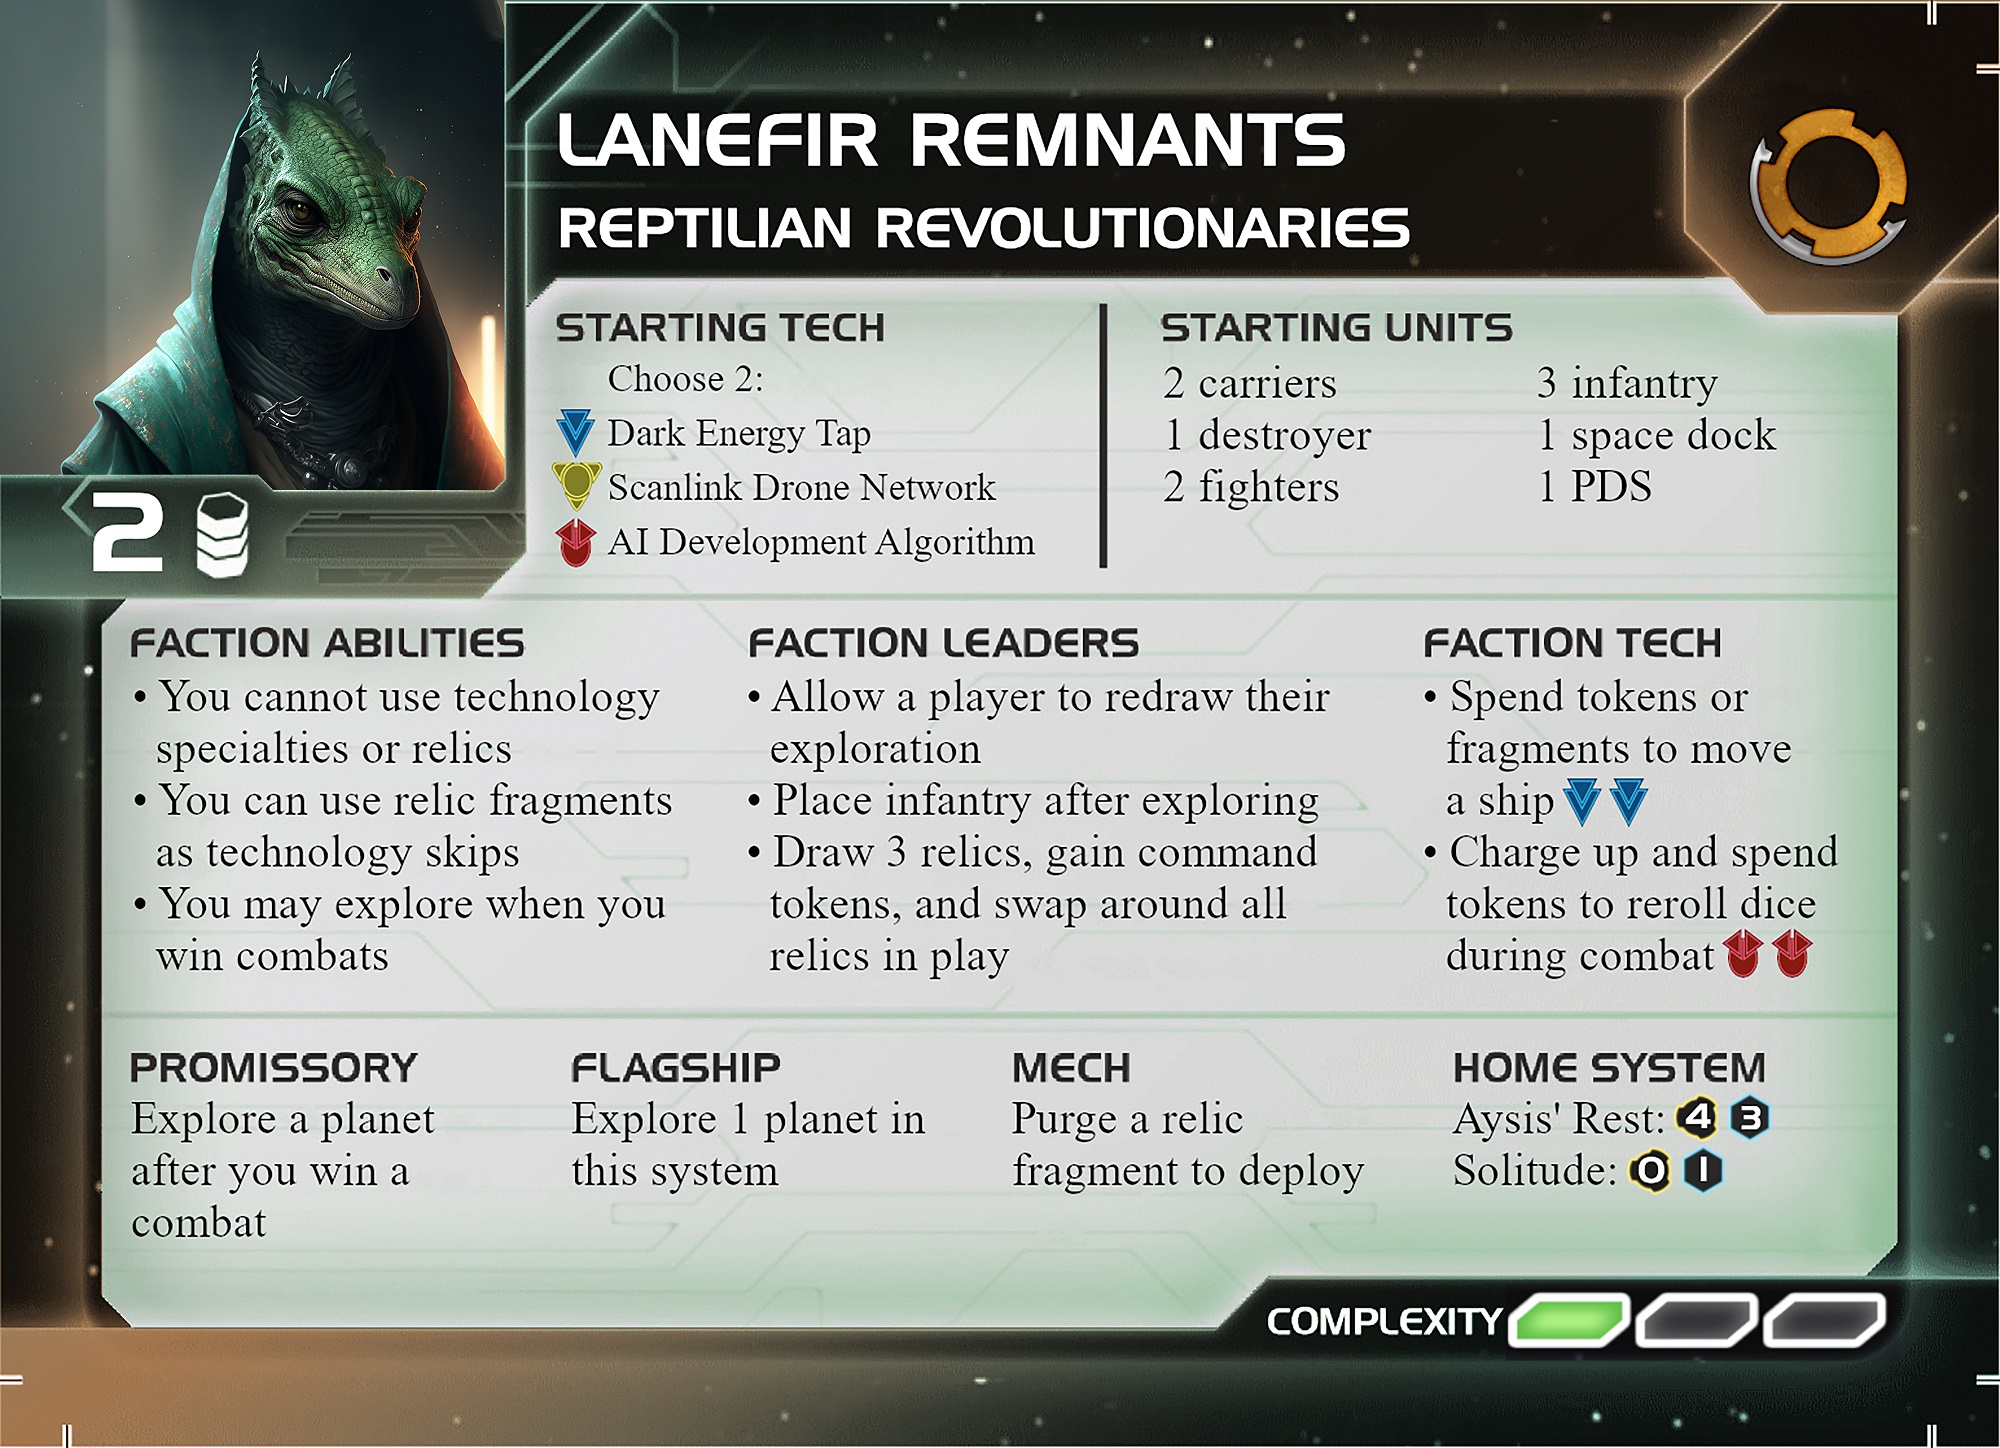 LANEFIR REMNANTS
REPTILIAN REVOLUTIONARIES
2
STARTING TECH
Choose 2:
Dark Energy Tap
Scanlink Drone Network
AI Development Algorithm
STARTING UNITS
2 carriers
1 destroyer
2 fighters
3 infantry
1 space dock
1 PDS
FACTION ABILITIES
• You cannot use technology
specialties or relics
• You can use relic fragments
as technology skips
• You may explore when you
win combats
FACTION LEADERS
• Allow a player to redraw their
exploration
• Place infantry after exploring
• Draw 3 relics, gain command
tokens, and swap around all
relics in play
FACTION TECH
• Spend tokens or
fragments to move
a ship
• Charge up and spend
tokens to reroll dice
during combat
PROMISSORY
Explore a planet
after you win a
combat
FLAGSHIP
Explore 1 planet in
this system
MECH
Purge a relic
fragment to deploy
HOME SYSTEM
Aysis' Rest: 4 3
Solitude: 0 1
COMPLEXITY